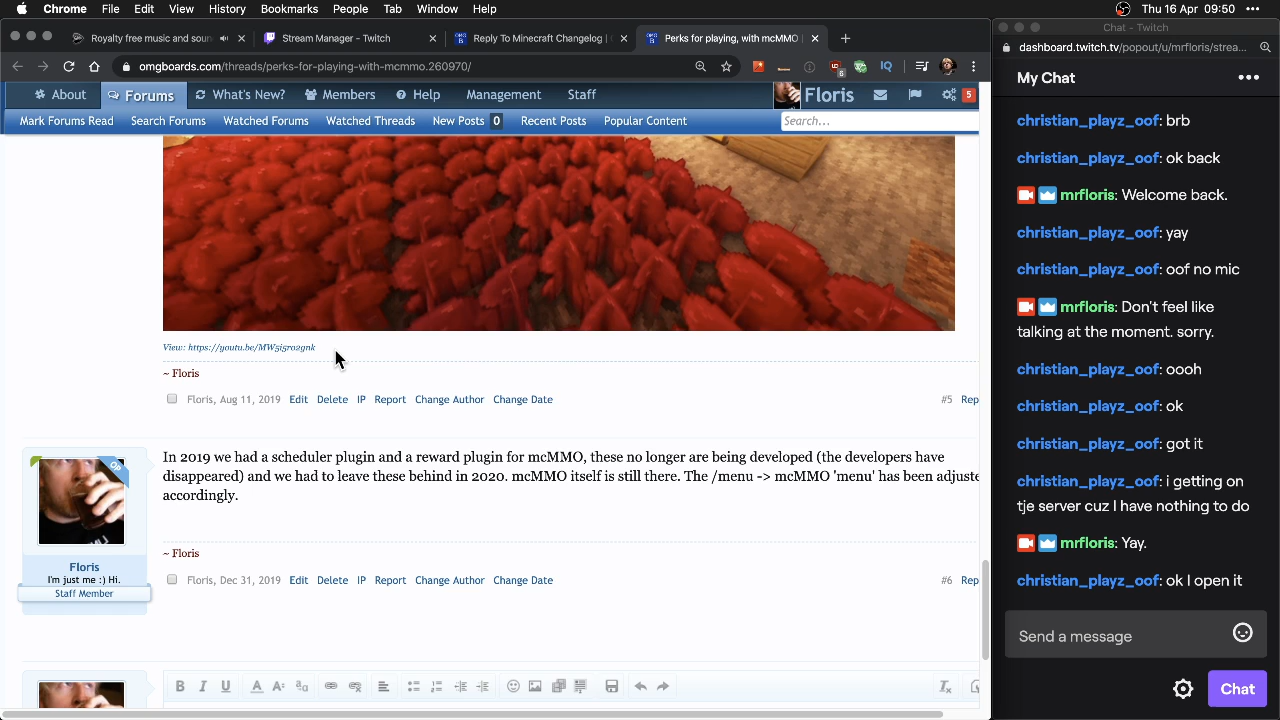 Chrome File Edit View History Bookmarks People Tab Window Help
Thu 16 Apr 09:50
Royalty free music and soun
Stream Manager - Twitch
Reply To Minecraft Changelog | C
Perks for playing, with mcMMO |
omgboards.com/threads/perks-for-playing-with-mcmmo.260970/
6
IQ
About Forums What's New Members Help Management Staff
Floris
5
Mark Forums Read Search Forums Watched Forums Watched Threads New Posts 0 Recent Posts Popular Content
Search...
View: https://youtu.be/MW5i5ro2gnk
~ Floris
Floris, Aug 11, 2019 Edit Delete IP Report Change Author Change Date
#5 Rep
In 2019 we had a scheduler plugin and a reward plugin for mcMMO, these no longer are being developed (the developers have
disappeared) and we had to leave these behind in 2020. mcMMO itself is still there. The /menu -> mcMMO 'menu' has been adjuste
accordingly.
OP
Floris
I'm just me :) Hi.
Staff Member
~ Floris
Floris, Dec 31, 2019 Edit Delete IP Report Change Author Change Date
#6 Rep
B I U A A
Chat - Twitch
dashboard.twitch.tv/popout/u/mrfloris/strea...
My Chat
christian_playz_oof: brb
christian_playz_oof: ok back
mrfloris: Welcome back.
christian_playz_oof: yay
christian_playz_oof: oof no mic
mrfloris: Don't feel like
talking at the moment. sorry.
christian_playz_oof: oooh
christian_playz_oof: ok
christian_playz_oof: got it
christian_playz_oof: i getting on
tje server cuz I have nothing to do
mrfloris: Yay.
christian_playz_oof: ok I open it
Send a message
Chat